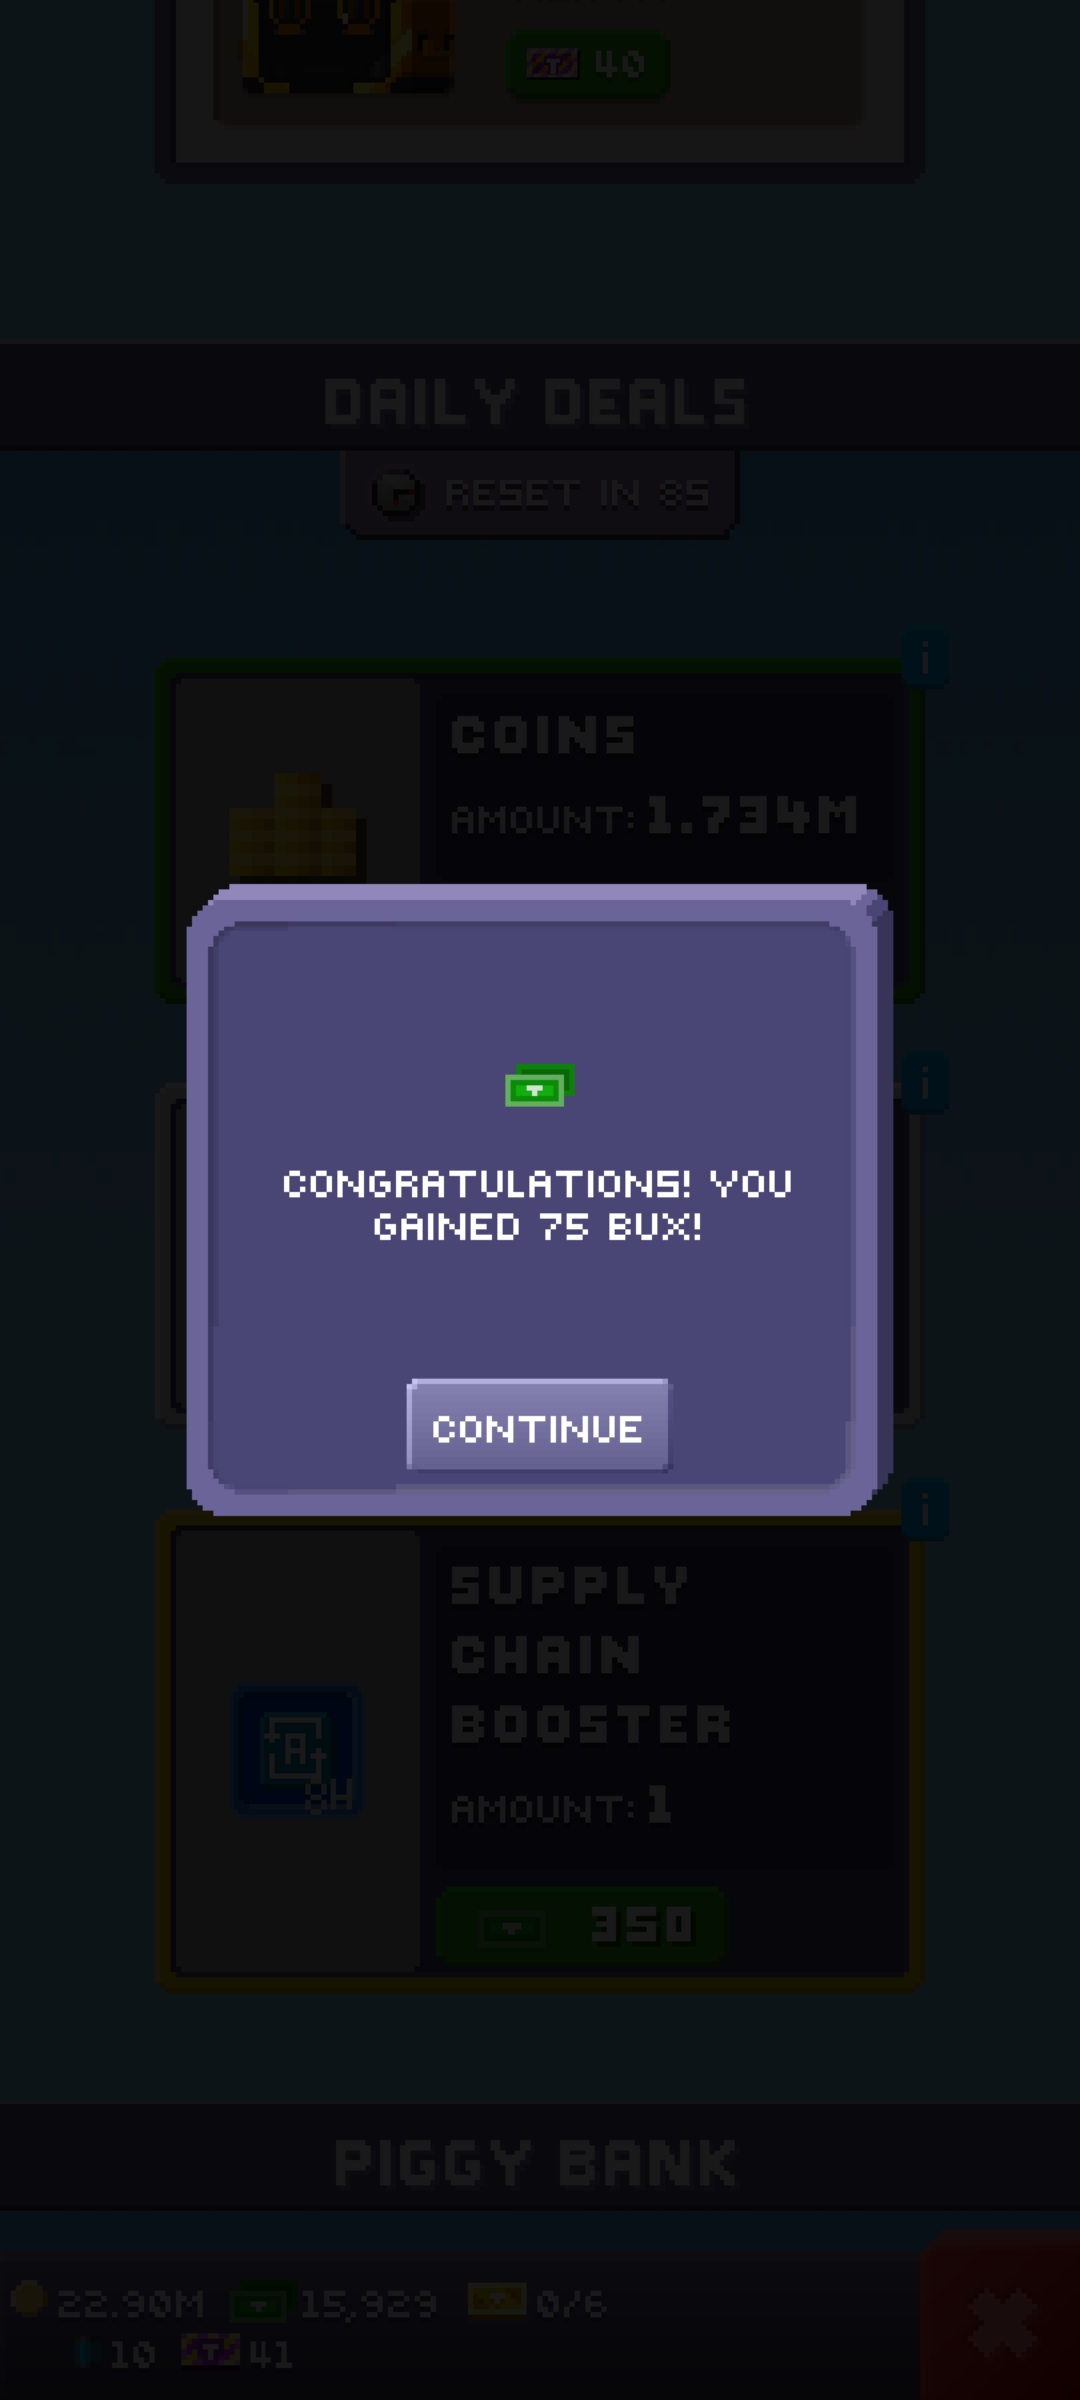 40
DAILY DEALS
RESET IN 8S
i
COINS
AMOUNT: 1.734M
i
CONGRATULATIONS! YOU
GAINED 75 BUX!
CONTINUE
i
SUPPLY
CHAIN
BOOSTER
A
8H
AMOUNT: 1
350
PIGGY BANK
22.90M 15,929 0/6
10 41